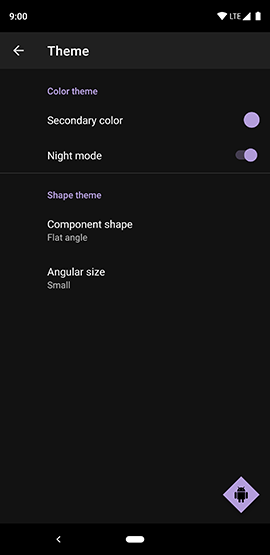 9:00 LTE
Theme
Color theme
Secondary color
Night mode
Shape theme
Component shape
Flat angle
Angular size
Small